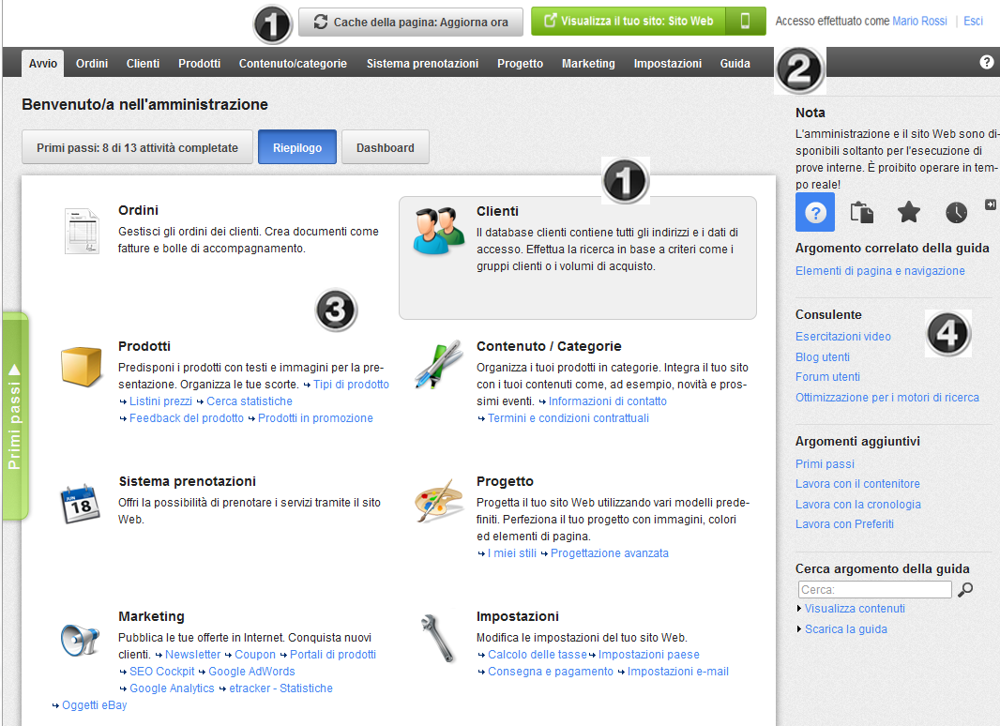 1
Cache della pagina: Aggiorna ora
Visualizza il tuo sito: Sito Web
Accesso effettuato come Mario Rossi | Esci
Avvio Ordini Clienti Prodotti Contenuto/categorie Sistema prenotazioni Progetto Marketing Impostazioni Guida
2
?
Benvenuto/a nell'amministrazione
Primi passi: 8 di 13 attività completate
Riepilogo
Dashboard
1
Ordini
Gestisci gli ordini dei clienti. Crea documenti come
fatture e bolle di accompagnamento.
Clienti
Il database clienti contiene tutti gli indirizzi e i dati di
accesso. Effettua la ricerca in base a criteri come i
gruppi clienti o i volumi di acquisto.
3
Prodotti
Predisponi i prodotti con testi e immagini per la pre-
sentazione. Organizza le tue scorte. Tipi di prodotto
Listini prezzi Cerca statistiche
Feedback del prodotto Prodotti in promozione
Contenuto / Categorie
Organizza i tuoi prodotti in categorie. Integra il tuo sito
con i tuoi contenuti come, ad esempio, novità e pros-
simi eventi. Informazioni di contatto
Termini e condizioni contrattuali
Primi passi
JUN
18
Sistema prenotazioni
Offri la possibilità di prenotare i servizi tramite il sito
Web.
Progetto
Progetta il tuo sito Web utilizzando vari modelli prede-
finiti. Perfeziona il tuo progetto con immagini, colori
ed elementi di pagina.
I miei stili Progettazione avanzata
Marketing
Pubblica le tue offerte in Internet. Conquista nuovi
clienti. Newsletter Coupon Portali di prodotti
SEO Cockpit Google AdWords
Google Analytics etracker - Statistiche
Oggetti eBay
Impostazioni
Modifica le impostazioni del tuo sito Web.
Calcolo delle tasse Impostazioni paese
Consegna e pagamento Impostazioni e-mail
Nota
L'amministrazione e il sito Web sono di-
sponibili soltanto per l'esecuzione di
prove interne. È proibito operare in tem-
po reale!
?
Argomento correlato della guida
Elementi di pagina e navigazione
Consulente
4
Esercitazioni video
Blog utenti
Forum utenti
Ottimizzazione per i motori di ricerca
Argomenti aggiuntivi
Primi passi
Lavora con il contenitore
Lavora con la cronologia
Lavora con Preferiti
Cerca argomento della guida
Cerca:
Visualizza contenuti
Scarica la guida